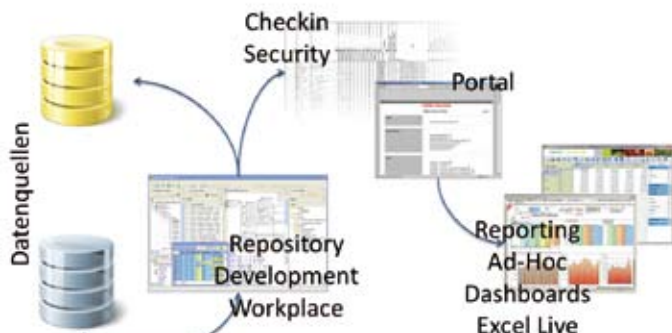 Checkin
Security
Portal
Datenquellen
Repository
Development
Workplace
Reporting
Ad-Hoc
Dashboards
Excel Live